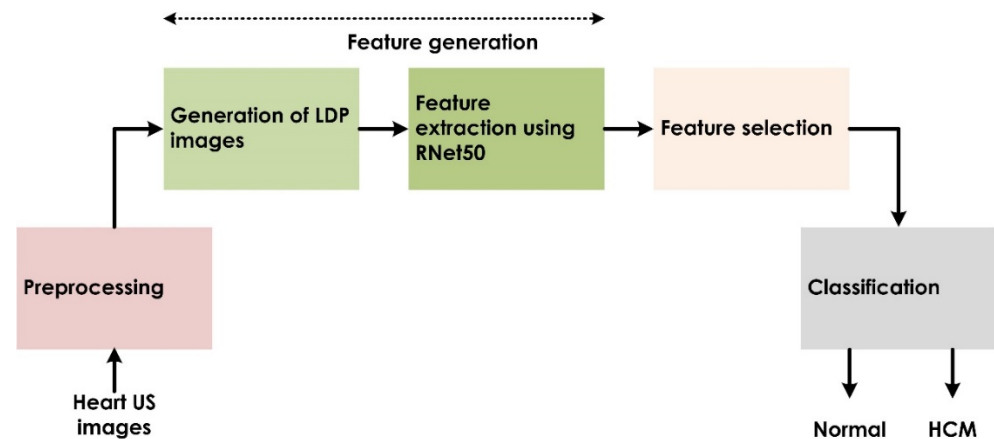 Feature generation
Generation of LDP
images
Feature
extraction using
RNet50
Feature selection
Preprocessing
Classification
Heart US
images
Normal
HCM